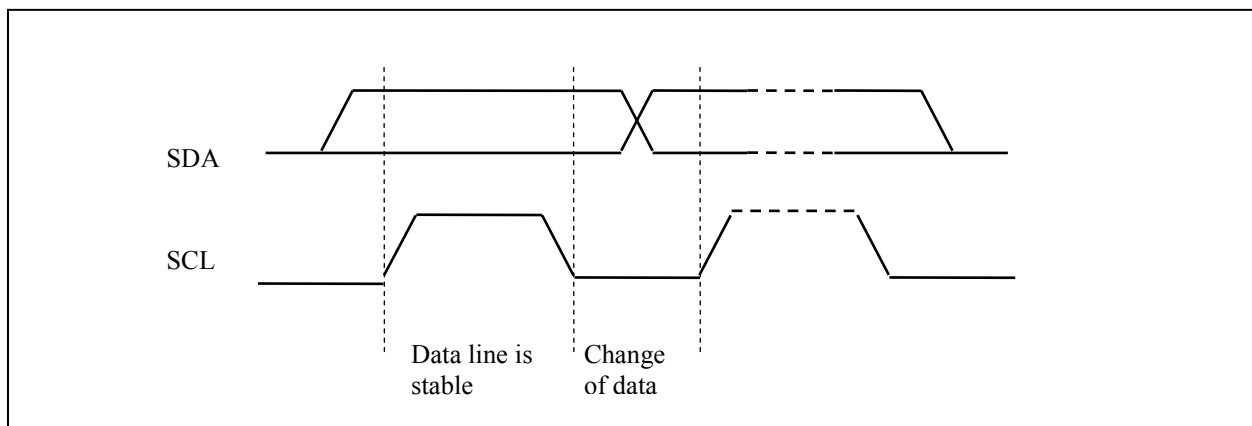 SDA
SCL
Data line is
stable
Change
of data